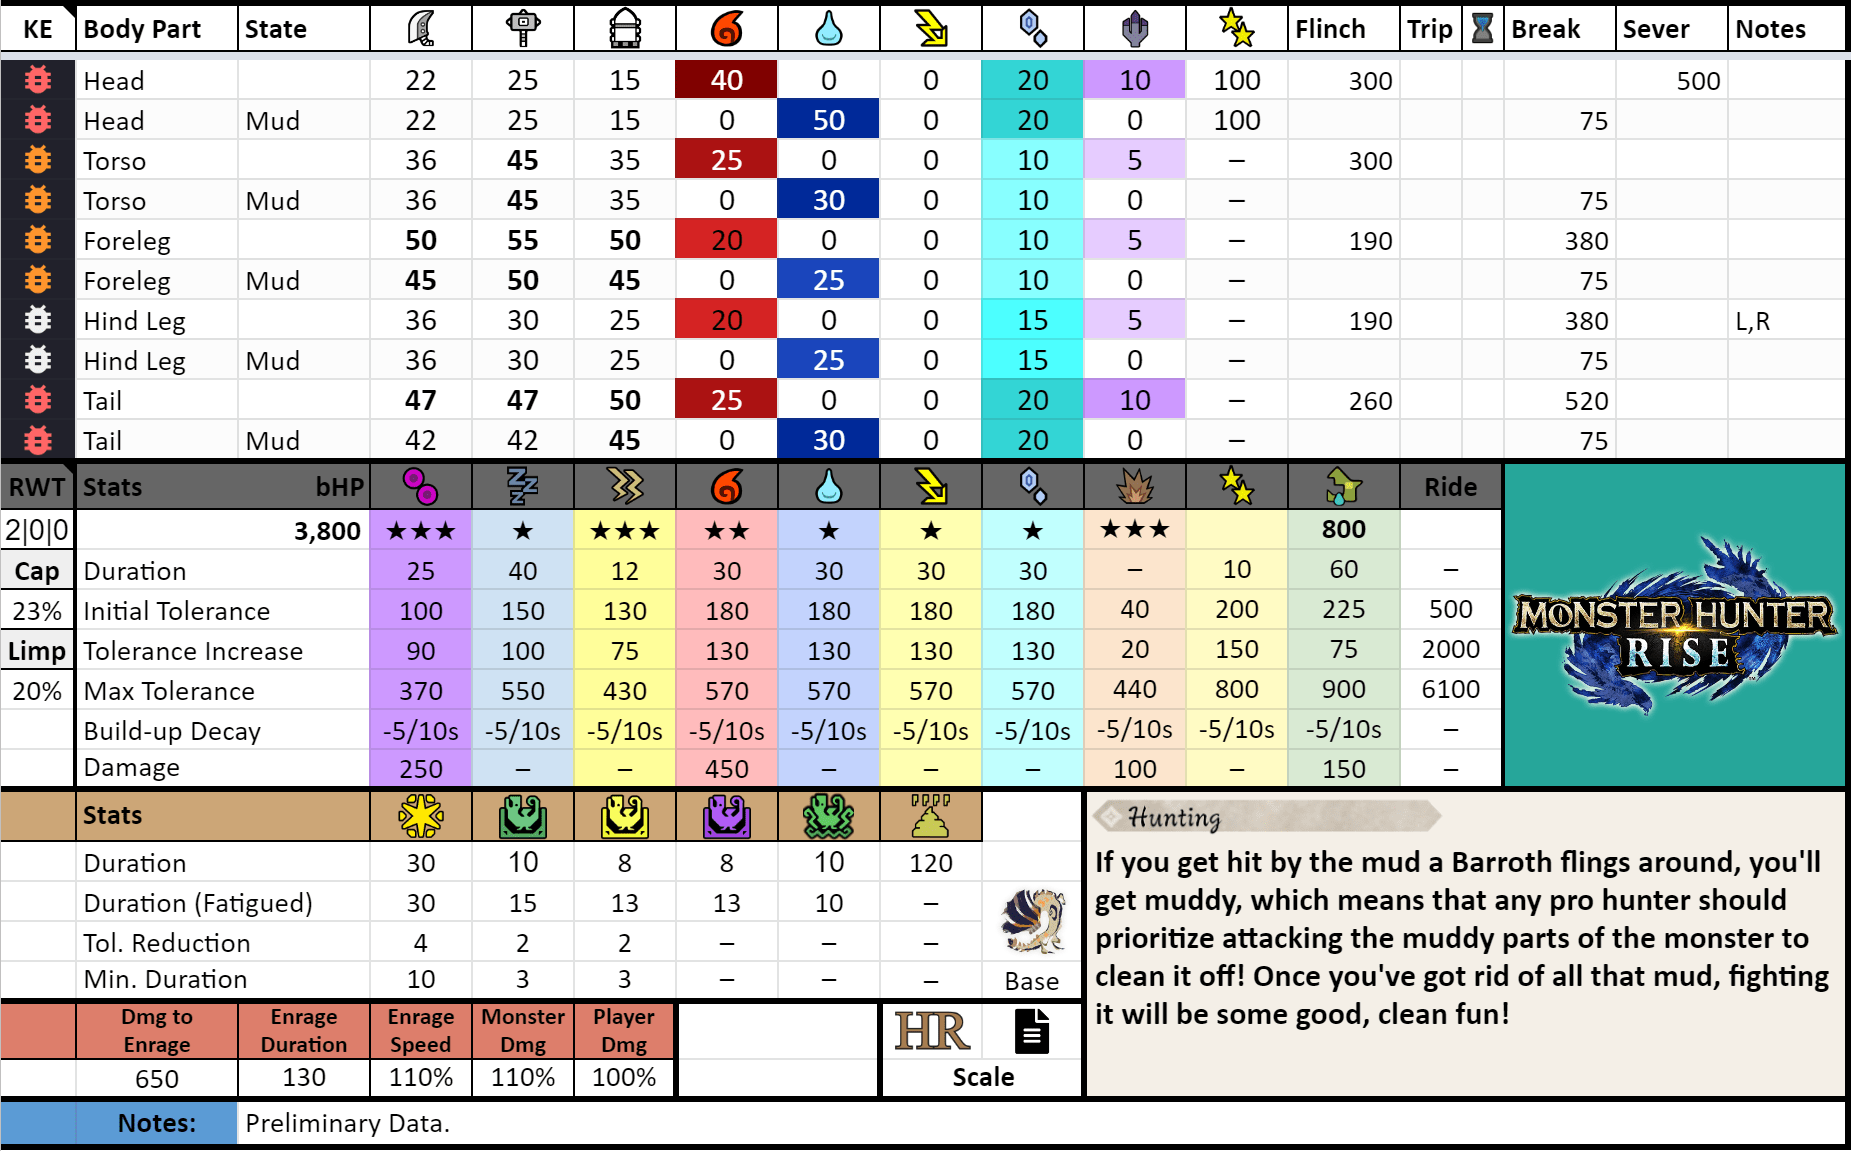 KE Body Part State Flinch Trip Break Sever Notes
Head 22 25 15 40 0 0 20 10 100 300 500
Head Mud 22 25 15 0 50 0 20 0 100 75
Torso 36 45 35 25 0 0 10 5 – 300
Torso Mud 36 45 35 0 30 0 10 0 – 75
Foreleg 50 55 50 20 0 0 10 5 – 190 380
Foreleg Mud 45 50 45 0 25 0 10 0 – 75
Hind Leg 36 30 25 20 0 0 15 5 – 190 380 L,R
Hind Leg Mud 36 30 25 0 25 0 15 0 – 75
Tail 47 47 50 25 0 0 20 10 – 260 520
Tail Mud 42 42 45 0 30 0 20 0 – 75
RWT Stats bHP Ride
2|0|0 3,800 ★★★ ★ ★★★ ★★ ★ ★ ★ ★★★ 800
Cap Duration 25 40 12 30 30 30 30 – 10 60 –
23% Initial Tolerance 100 150 130 180 180 180 180 40 200 225 500
Limp Tolerance Increase 90 100 75 130 130 130 130 20 150 75 2000
20% Max Tolerance 370 550 430 570 570 570 570 440 800 900 6100
Build-up Decay -5/10s -5/10s -5/10s -5/10s -5/10s -5/10s -5/10s -5/10s -5/10s -5/10s –
Damage 250 – – 450 – – – 100 – 150 –
MONSTER HUNTER
RISE
Stats
Duration 30 10 8 8 10 120
Duration (Fatigued) 30 15 13 13 10 –
Tol. Reduction 4 2 2 – – –
Min. Duration 10 3 3 – – –
Base
Hunting
If you get hit by the mud a Barroth flings around, you'll
get muddy, which means that any pro hunter should
prioritize attacking the muddy parts of the monster to
clean it off! Once you've got rid of all that mud, fighting
it will be some good, clean fun!
Dmg to Enrage Enrage Monster Player
Enrage Duration Speed Dmg Dmg
650 130 110% 110% 100%
HR
Scale
Notes: Preliminary Data.